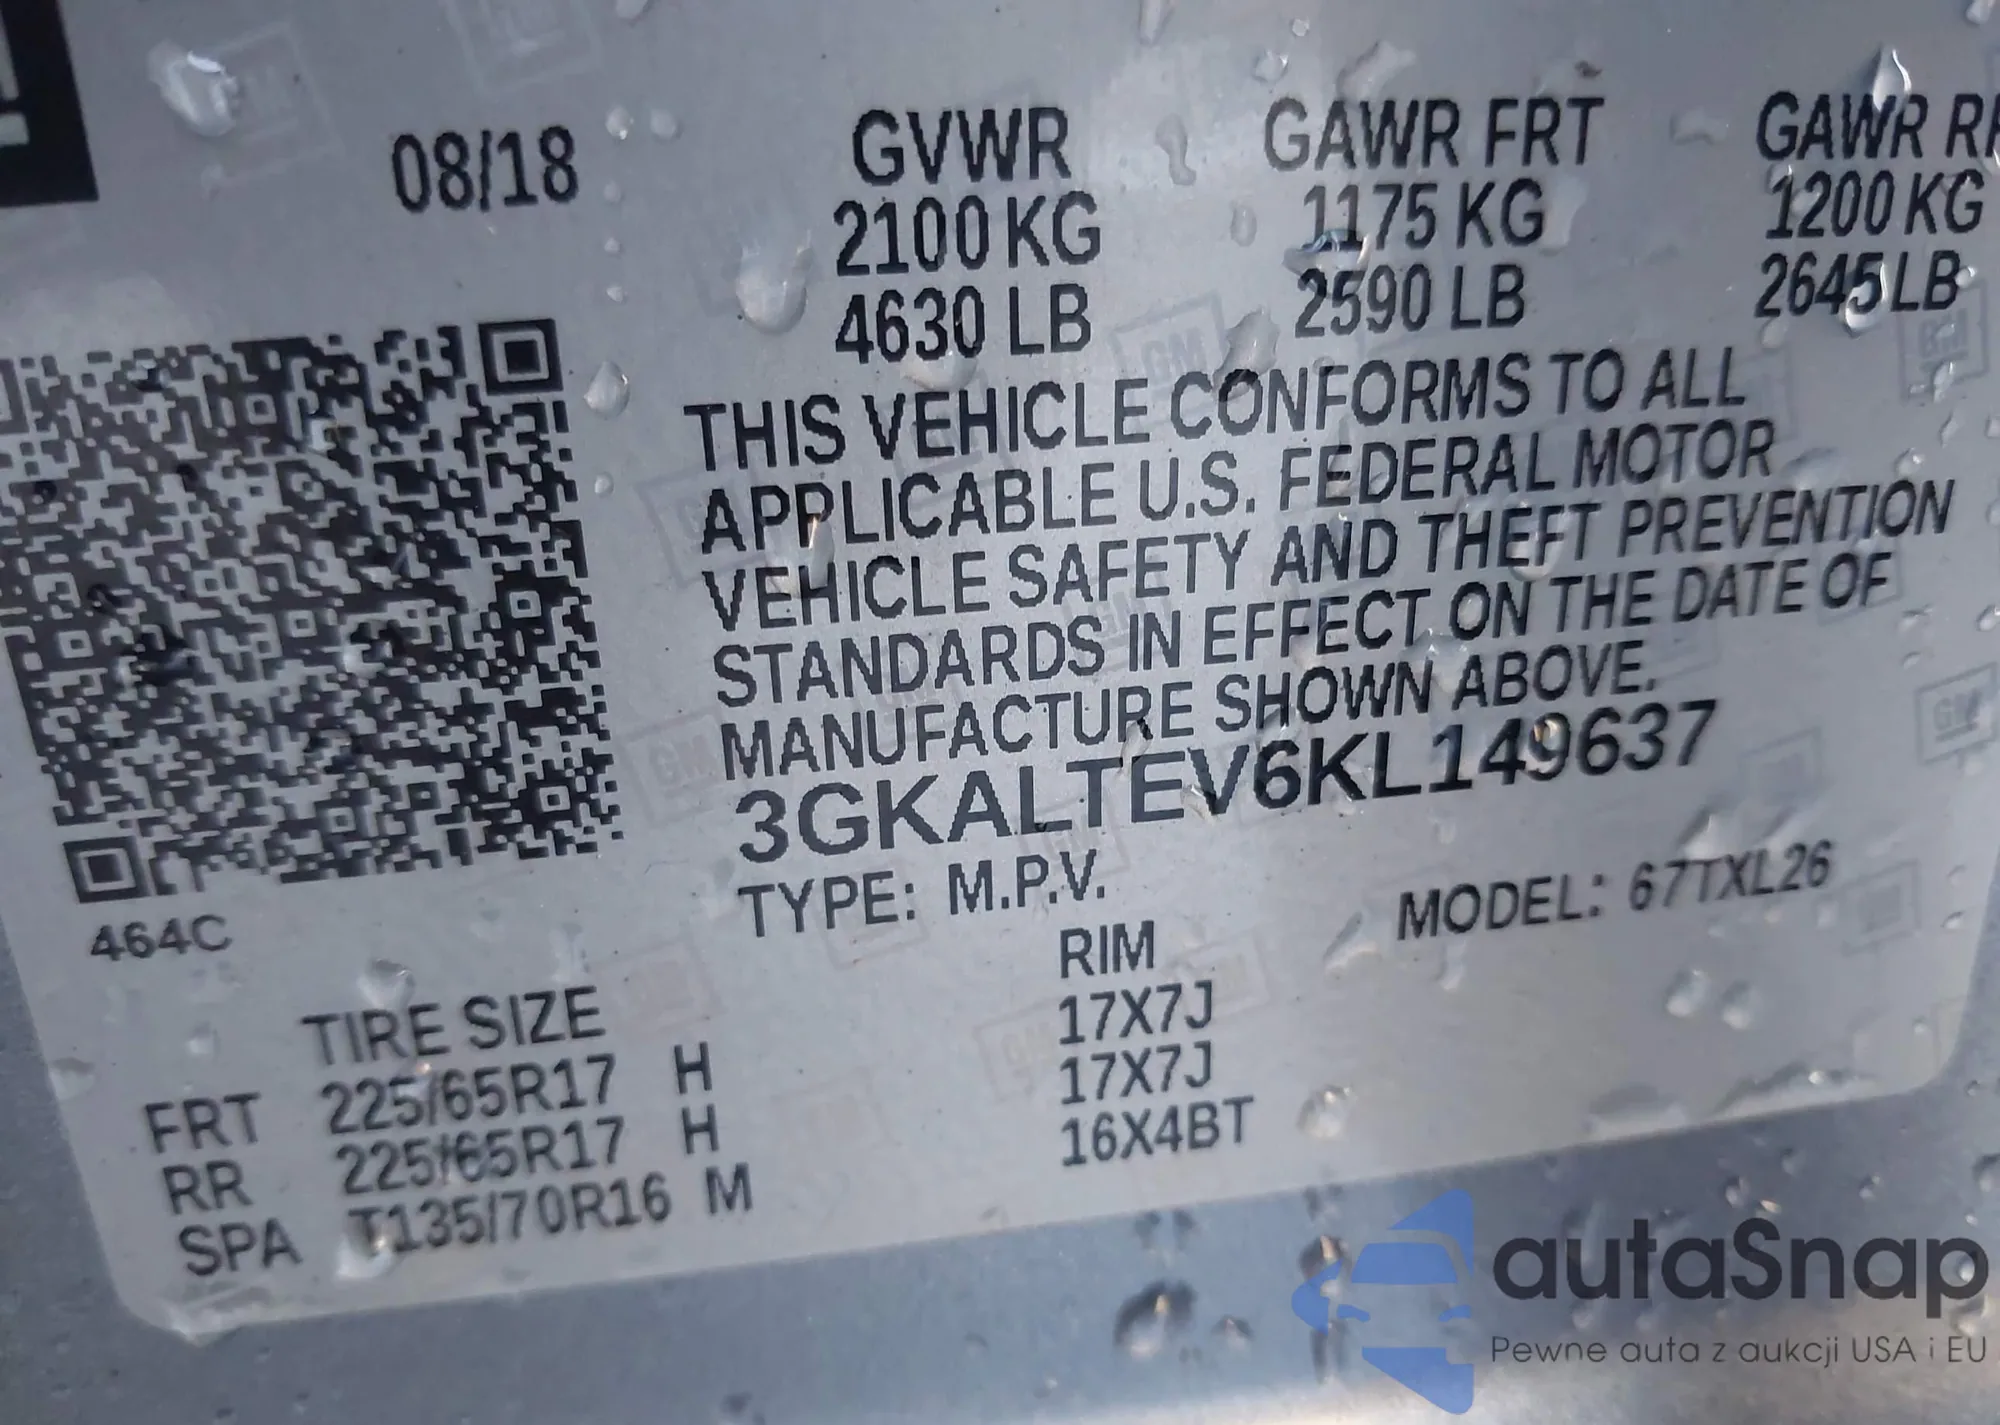 08/18
GVWR
2100 KG
4630 LB
GAWR FRT
1175 KG
2590 LB
GAWR RR
1200 KG
2645 LB
THIS VEHICLE CONFORMS TO ALL
APPLICABLE U.S. FEDERAL MOTOR
VEHICLE SAFETY AND THEFT PREVENTION
STANDARDS IN EFFECT ON THE DATE OF
MANUFACTURE SHOWN ABOVE.
3GKALTEV6KL149637
TYPE: M.P.V.
MODEL: 67TXL26
464C
TIRE SIZE RIM
FRT 225/65R17 H 17X7J
RR 225/65R17 H 17X7J
SPA T135/70R16 M 16X4BT
autaSnap
Pewne auta z aukcji USA i EU